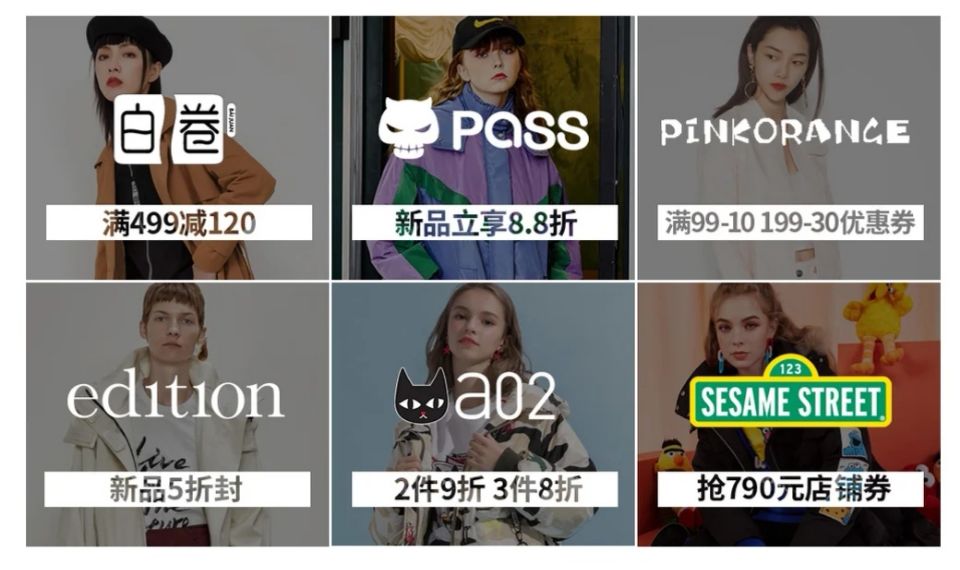 白卷
BAI JUAN
满499减120
PASS
新品立享8.8折
PINKORANGE
满99-10 199-30优惠券
edition
新品5折封
a02
2件9折 3件8折
123
SESAME STREET
抢790元店铺券